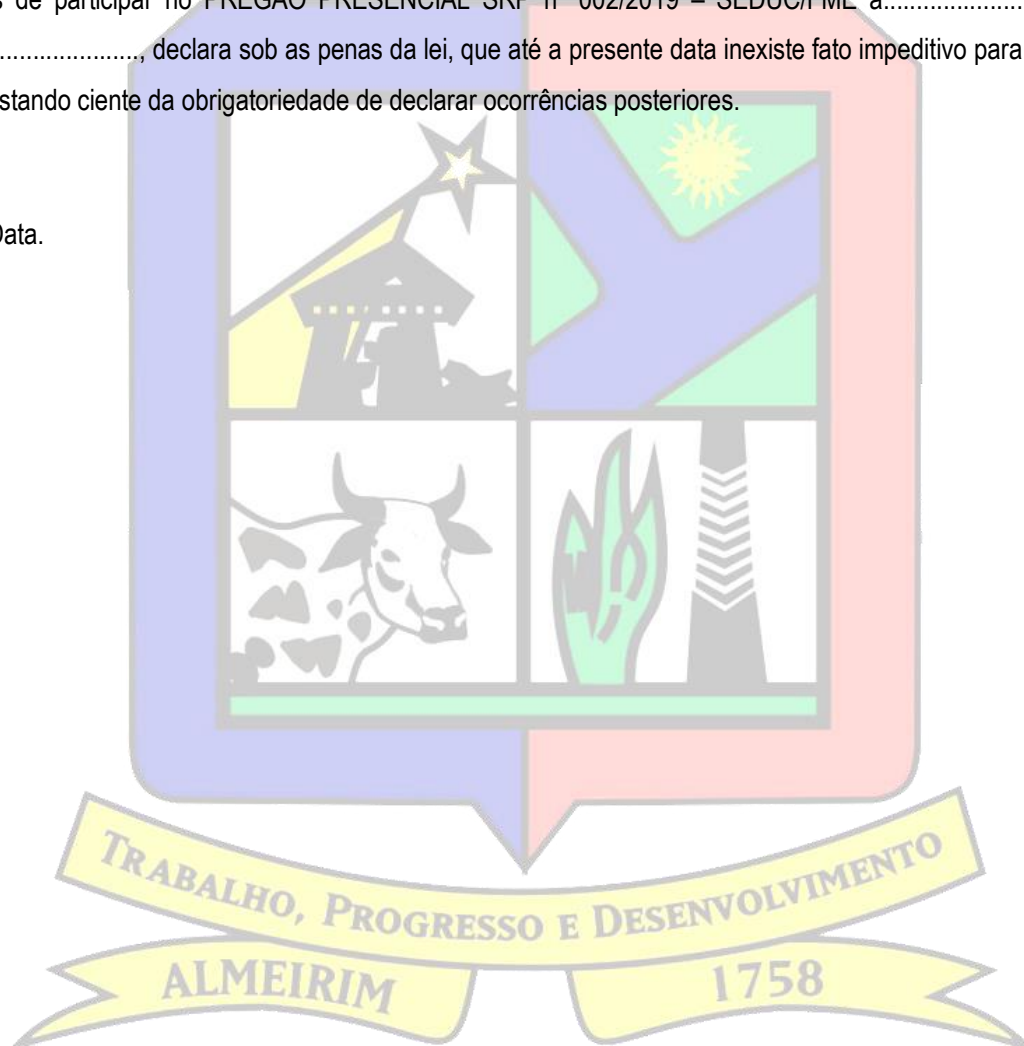 de participar no PREGÃO PRESENCIAL SRP nº 002/2019 – SEDUC/FME a.....................
....................., declara sob as penas da lei, que até a presente data inexiste fato impeditivo para
stando ciente da obrigatoriedade de declarar ocorrências posteriores.
Data.
TRABALHO, PROGRESSO E DESENVOLVIMENTO
ALMEIRIM 1758